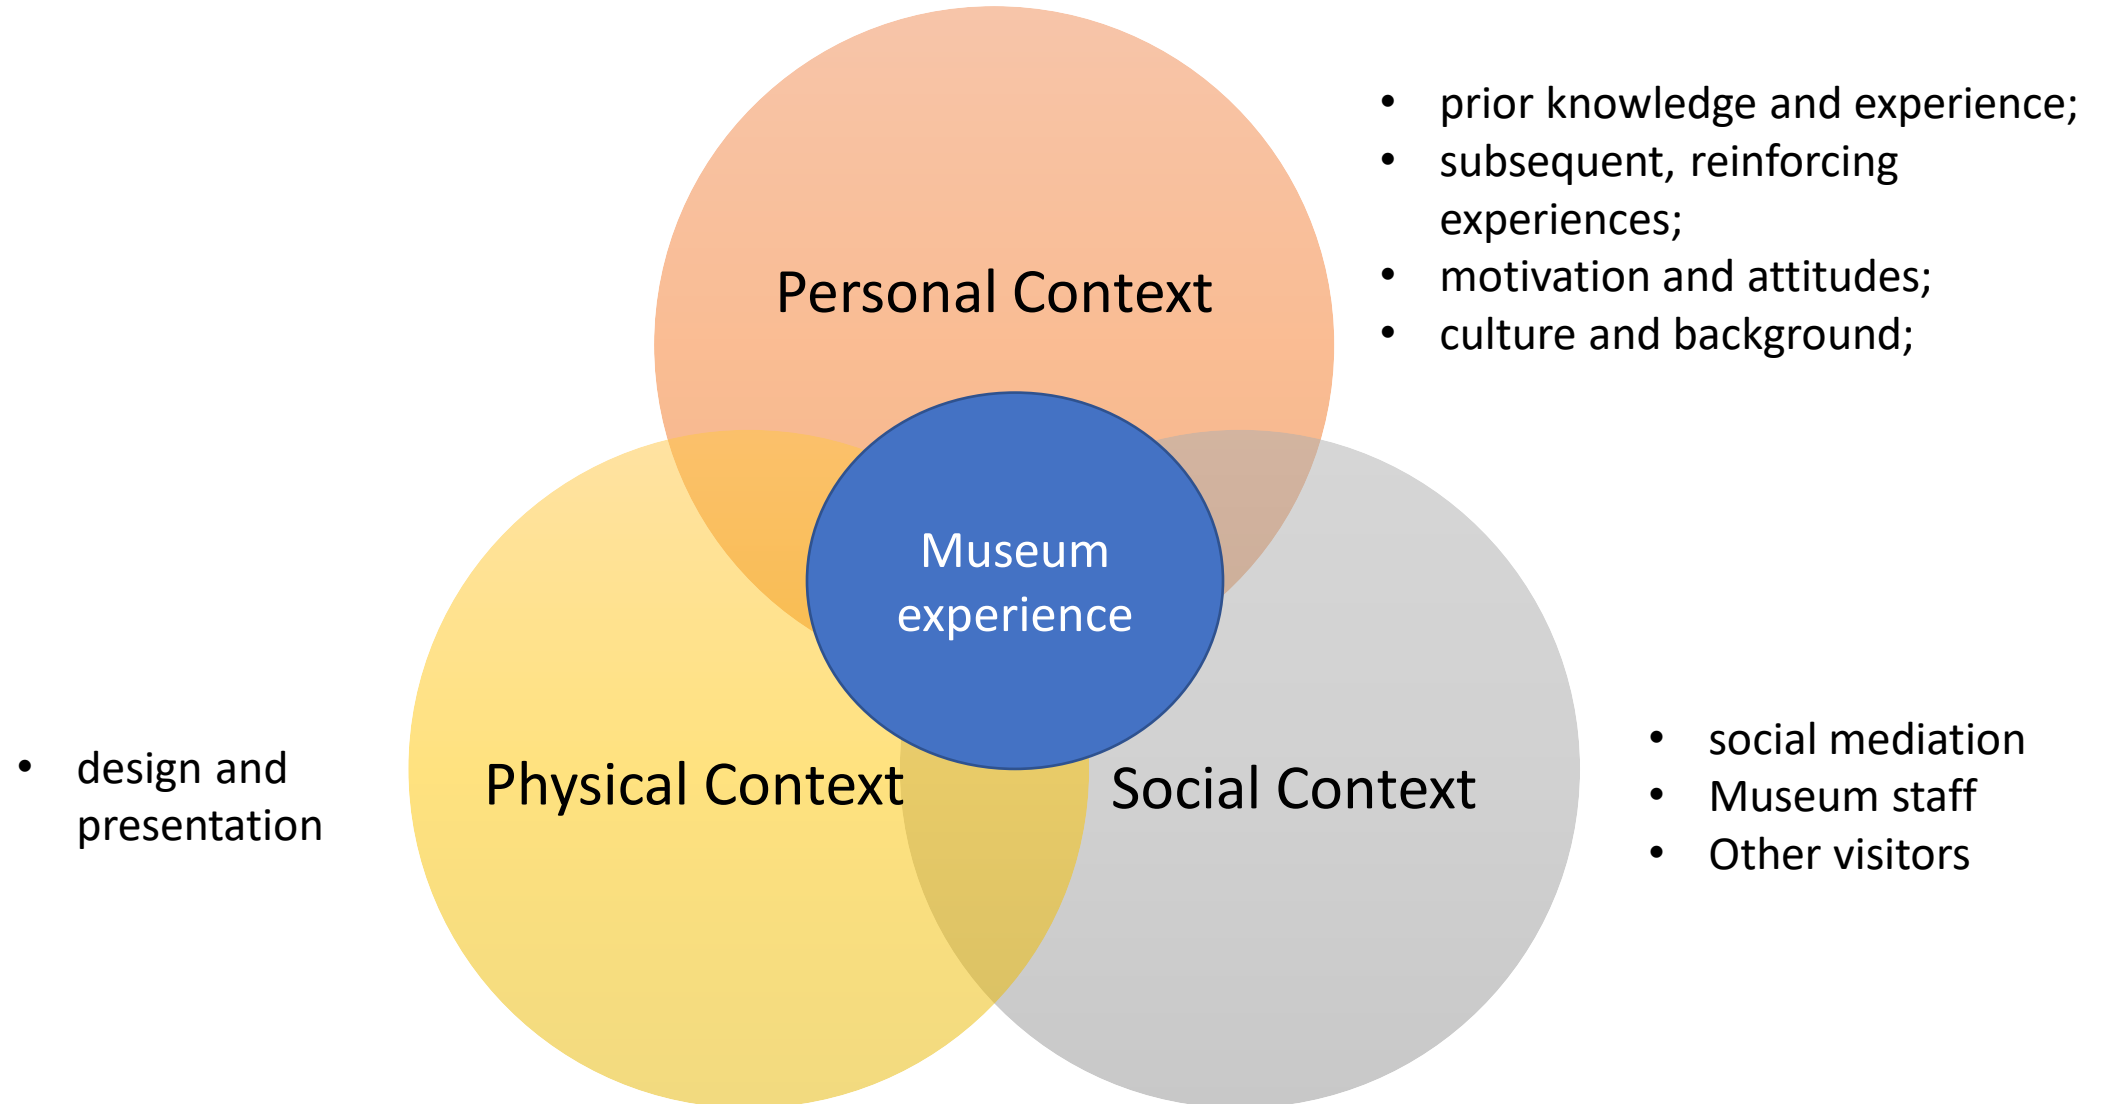 • prior knowledge and experience;
• subsequent, reinforcing
experiences;
• motivation and attitudes;
• culture and background;
Personal Context
Museum
experience
• design and
presentation
Physical Context
Social Context
• social mediation
• Museum staff
• Other visitors